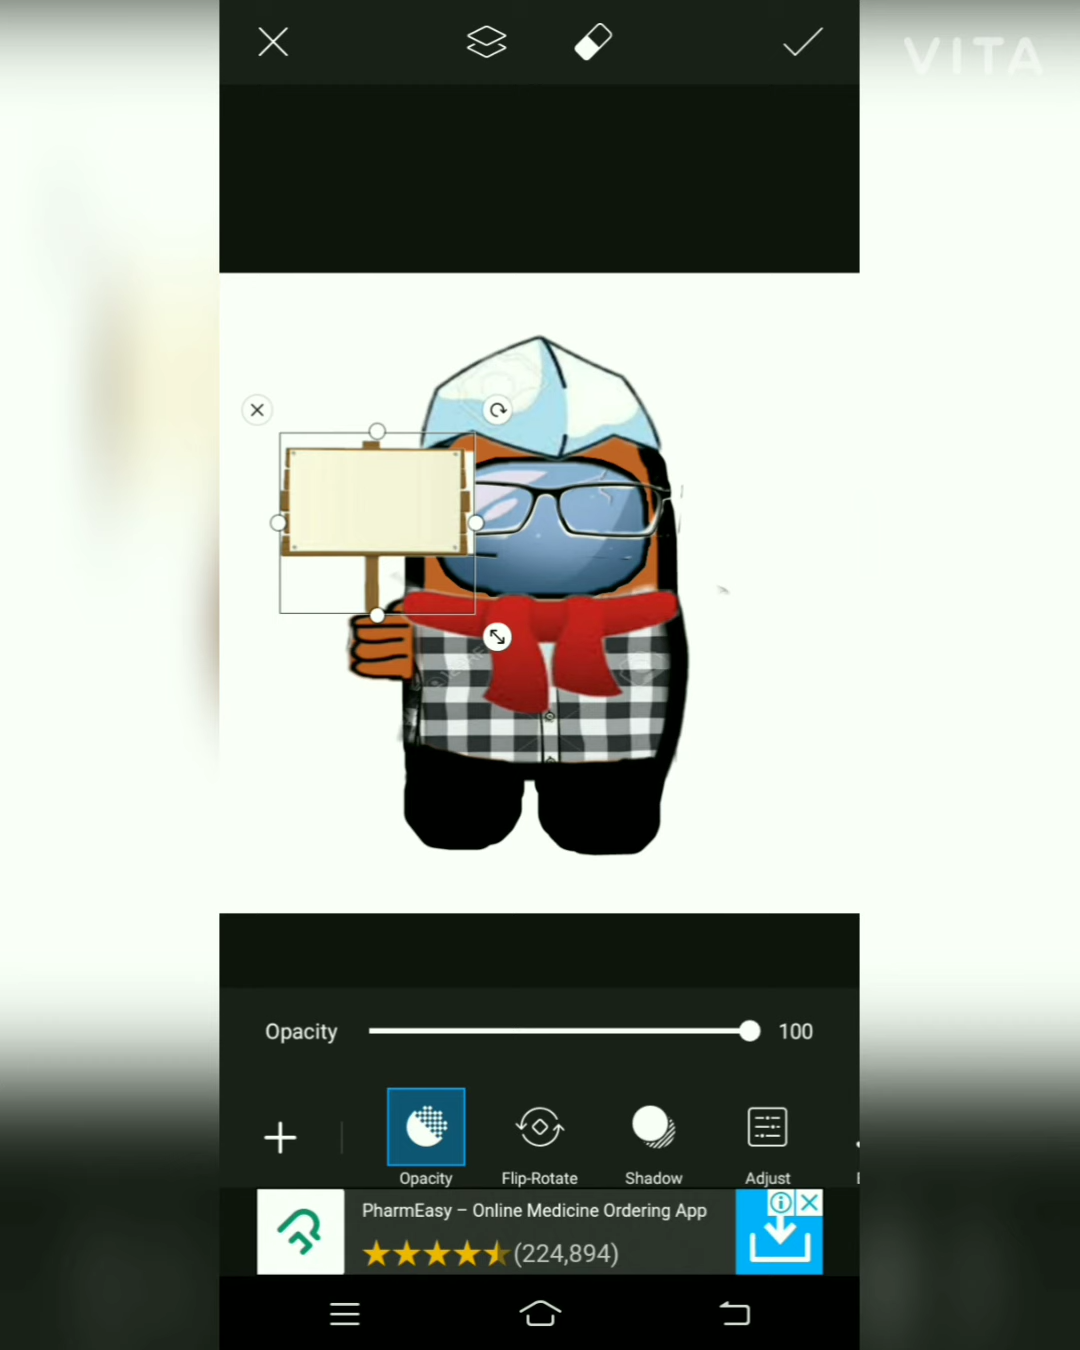 VITA
Opacity 100
Opacity Flip-Rotate Shadow Adjust
PharmEasy – Online Medicine Ordering App
(224,894)